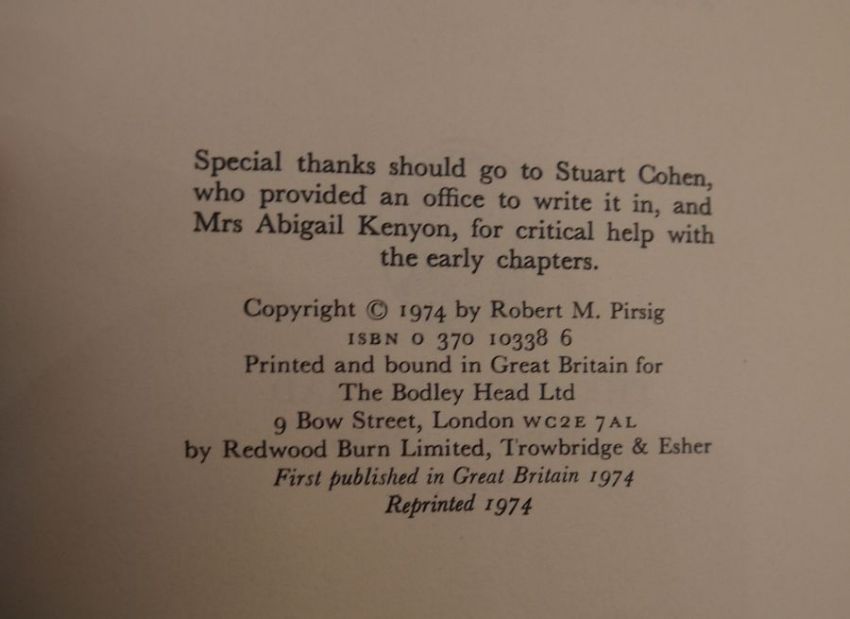 Special thanks should go to Stuart Cohen,
who provided an office to write it in, and
Mrs Abigail Kenyon, for critical help with
the early chapters.
Copyright © 1974 by Robert M. Pirsig
ISBN 0 370 10338 6
Printed and bound in Great Britain for
The Bodley Head Ltd
9 Bow Street, London WC2E 7AL
by Redwood Burn Limited, Trowbridge & Esher
First published in Great Britain 1974
Reprinted 1974